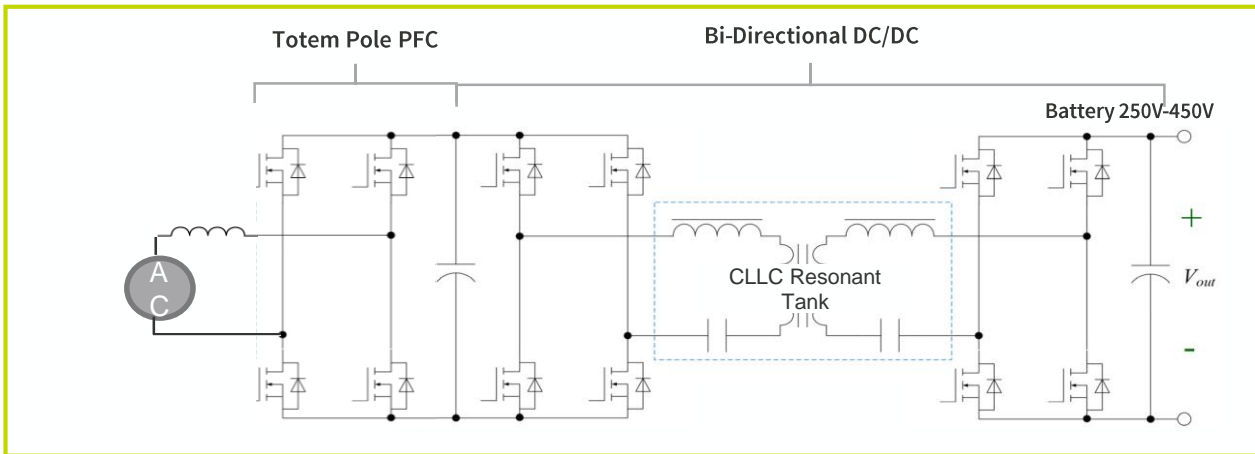 Totem Pole PFC
Bi-Directional DC/DC
Battery 250V-450V
A
C
CLLC Resonant
Tank
+
Vout
-